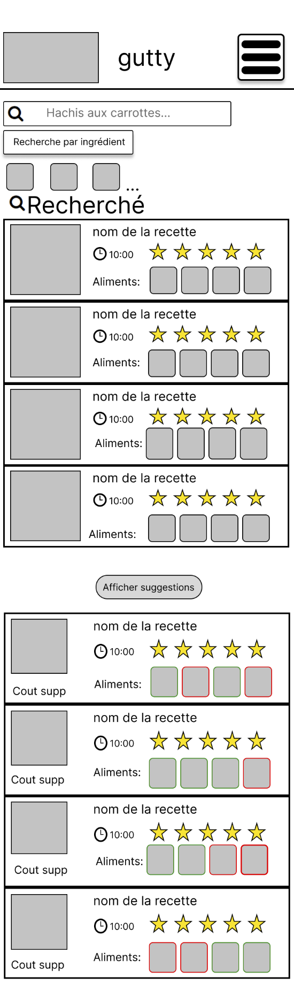 gutty
Hachis aux carrottes...
Recherche par ingrédient
...
Recherché
nom de la recette
10:00
Aliments:
nom de la recette
10:00
Aliments:
nom de la recette
10:00
Aliments:
nom de la recette
10:00
Aliments:
Afficher suggestions
nom de la recette
10:00
Aliments:
Cout supp
nom de la recette
10:00
Aliments:
Cout supp
nom de la recette
10:00
Aliments:
Cout supp
nom de la recette
10:00
Aliments:
Cout supp